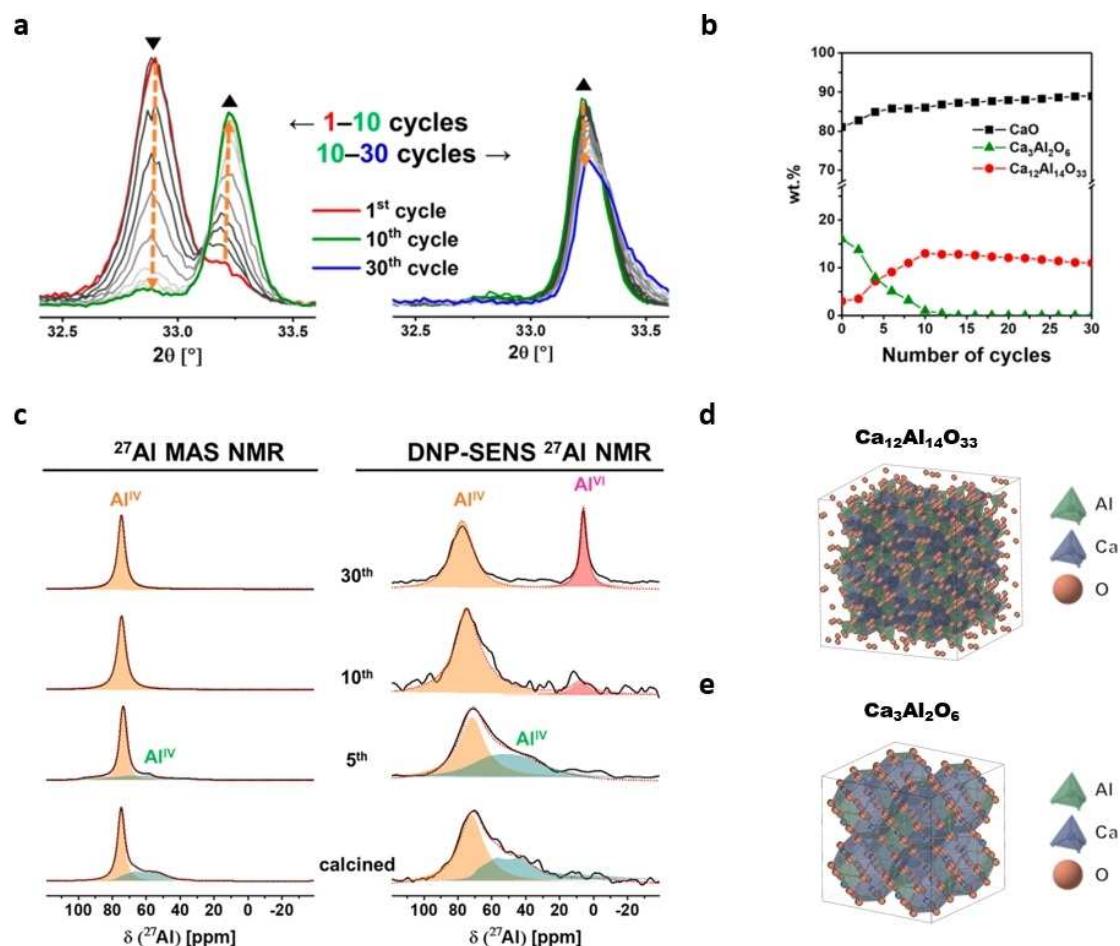 a
← 1–10 cycles
10–30 cycles →
1st cycle
10th cycle
30th cvcle
32.5 33.0 33.5
2θ [°]
33.0 33.5
2θ [°]
b
100
90
80
70
20
10
0
wt.%
CaO
Ca₃Al₂O₆
Ca₁₂Al₁₄O₃₃
0 5 10 15 20 25 30
Number of cycles
c
²⁷Al MAS NMR
DNP-SENS ²⁷Al NMR
Alᴵⱽ
Alᴵⱽ
Alⱽᴵ
30th
10th
Alᴵⱽ
5th
Alᴵⱽ
calcined
100 80 60 40 20 0 -20
δ (²⁷Al) [ppm]
100 80 60 40 20 0 -20
δ (²⁷Al) [ppm]
d
Ca₁₂Al₁₄O₃₃
Al
Ca
O
e
Ca₃Al₂O₆
Al
Ca
O